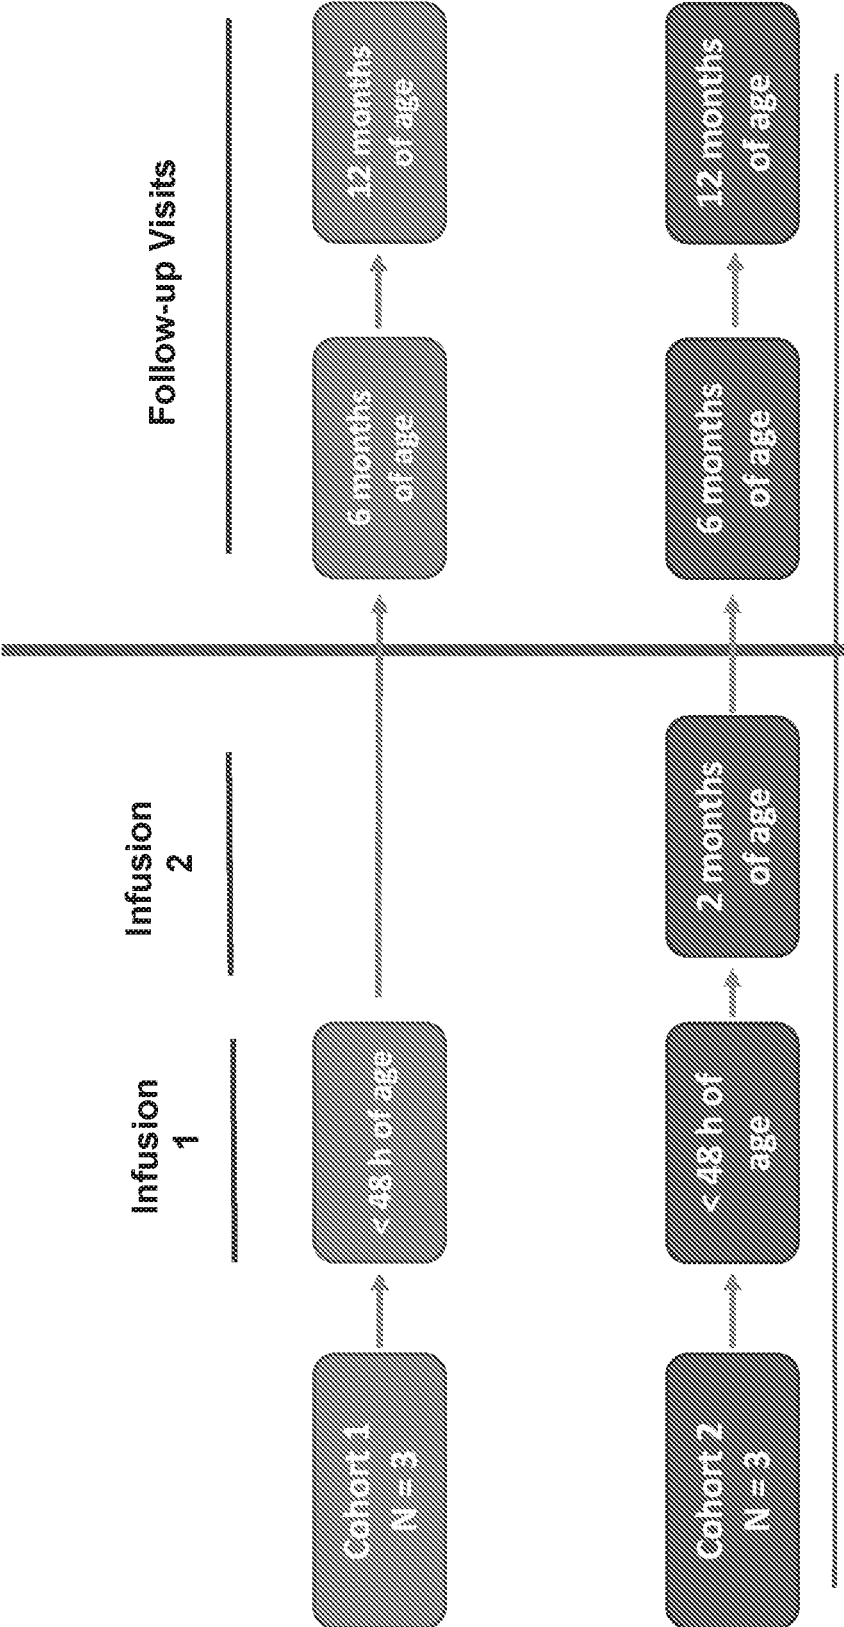 Infusion
1
Infusion
2
Follow-up Visits
Cohort 1
N = 3
< 48 h of age
6 months
of age
12 months
of age
Cohort 2
N = 3
< 48 h of
age
2 months
of age
6 months
of age
12 months
of age